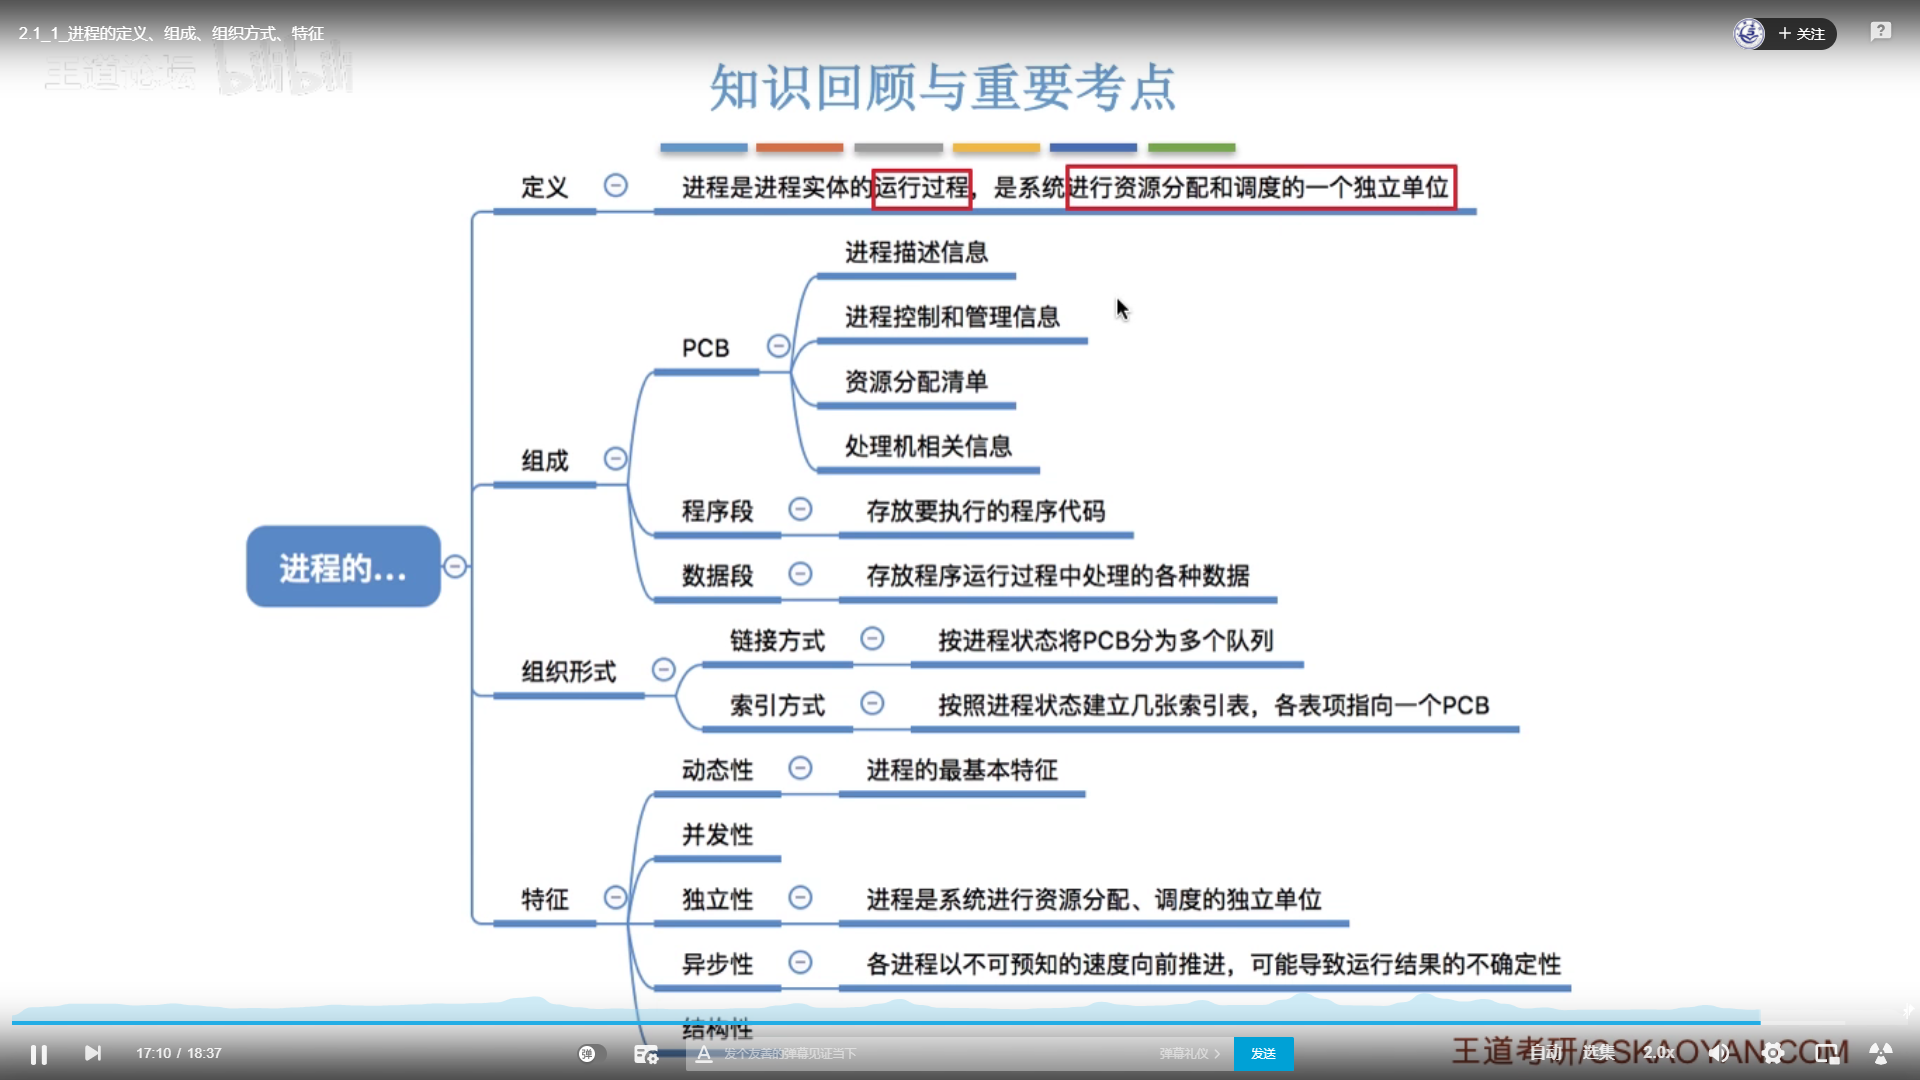 2.1_1_进程的定义、组成、组织方式、特征
关注
王道论坛 bilibili
知识回顾与重要考点
定义
进程是进程实体的运行过程，是系统进行资源分配和调度的一个独立单位
进程描述信息
进程控制和管理信息
PCB
资源分配清单
处理机相关信息
组成
程序段
存放要执行的程序代码
进程的...
数据段
存放程序运行过程中处理的各种数据
链接方式
按进程状态将PCB分为多个队列
组织形式
索引方式
按照进程状态建立几张索引表，各表项指向一个PCB
动态性
进程的最基本特征
并发性
特征
独立性
进程是系统进行资源分配、调度的独立单位
异步性
各进程以不可预知的速度向前推进，可能导致运行结果的不确定性
结构性
17:10 / 18:37
弹
发个友善的弹幕见证当下
弹幕礼仪
发送
王道考研/CSKAOYAN.COM
自动
选集
2.0x